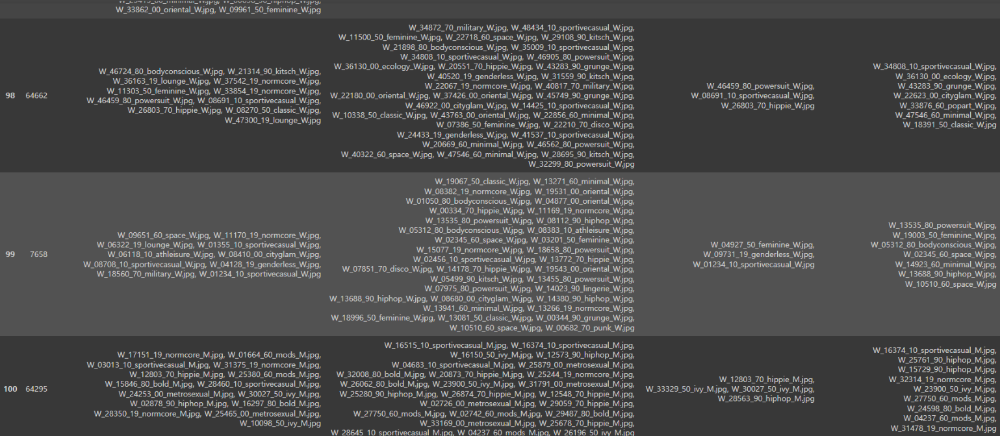 W_33862_00_oriental_W.jpg, W_09961_50_feminine_W.jpg
98 64662
W_46724_80_bodyconscious_W.jpg, W_21314_90_kitsch_W.jpg,
W_36163_19_lounge_W.jpg, W_37542_19_normcore_W.jpg,
W_11303_50_feminine_W.jpg, W_33854_19_normcore_W.jpg,
W_46459_80_powersuit_W.jpg, W_08691_10_sportivecasual_W.jpg,
W_26803_70_hippie_W.jpg, W_08270_50_classic_W.jpg,
W_47300_19_lounge_W.jpg
W_34872_70_military_W.jpg, W_48434_10_sportivecasual_W.jpg,
W_11500_50_feminine_W.jpg, W_22718_60_space_W.jpg, W_29108_90_kitsch_W.jpg,
W_21898_80_bodyconscious_W.jpg, W_35009_10_sportivecasual_W.jpg,
W_34808_10_sportivecasual_W.jpg, W_46905_80_powersuit_W.jpg,
W_36130_00_ecology_W.jpg, W_20551_70_hippie_W.jpg, W_43283_90_grunge_W.jpg,
W_40520_19_genderless_W.jpg, W_31559_90_kitsch_W.jpg,
W_22067_19_normcore_W.jpg, W_40817_70_military_W.jpg,
W_22180_00_oriental_W.jpg, W_37426_00_oriental_W.jpg, W_45749_90_grunge_W.jpg,
W_46922_00_cityglam_W.jpg, W_14425_10_sportivecasual_W.jpg,
W_10338_50_classic_W.jpg, W_43763_00_oriental_W.jpg, W_22856_60_minimal_W.jpg,
W_07386_50_feminine_W.jpg, W_22210_70_disco_W.jpg,
W_24433_19_genderless_W.jpg, W_41537_10_sportivecasual_W.jpg,
W_20669_60_minimal_W.jpg, W_46562_80_powersuit_W.jpg,
W_40322_60_space_W.jpg, W_47546_60_minimal_W.jpg, W_28695_90_kitsch_W.jpg,
W_32299_80_powersuit_W.jpg
W_46459_80_powersuit_W.jpg,
W_08691_10_sportivecasual_W.jpg,
W_26803_70_hippie_W.jpg
W_34808_10_sportivecasual_W.jpg,
W_36130_00_ecology_W.jpg,
W_43283_90_grunge_W.jpg,
W_22623_00_cityglam_W.jpg,
W_33876_60_popart_W.jpg,
W_47546_60_minimal_W.jpg,
W_18391_50_classic_W.jpg
99 7658
W_09651_60_space_W.jpg, W_11170_19_normcore_W.jpg,
W_06322_19_lounge_W.jpg, W_01355_10_sportivecasual_W.jpg,
W_06118_10_athleisure_W.jpg, W_08410_00_cityglam_W.jpg,
W_08708_10_sportivecasual_W.jpg, W_04128_19_genderless_W.jpg,
W_18560_70_military_W.jpg, W_01234_10_sportivecasual_W.jpg
W_19067_50_classic_W.jpg, W_13271_60_minimal_W.jpg,
W_08382_19_normcore_W.jpg, W_19531_00_oriental_W.jpg,
W_01050_80_bodyconscious_W.jpg, W_04877_00_oriental_W.jpg,
W_00334_70_hippie_W.jpg, W_11169_19_normcore_W.jpg,
W_13535_80_powersuit_W.jpg, W_08112_90_hiphop_W.jpg,
W_05312_80_bodyconscious_W.jpg, W_08383_10_athleisure_W.jpg,
W_02345_60_space_W.jpg, W_03201_50_feminine_W.jpg,
W_15077_19_normcore_W.jpg, W_18658_80_powersuit_W.jpg,
W_02456_10_sportivecasual_W.jpg, W_13772_70_hippie_W.jpg,
W_07851_70_disco_W.jpg, W_14178_70_hippie_W.jpg, W_19543_00_oriental_W.jpg,
W_05499_90_kitsch_W.jpg, W_13455_80_powersuit_W.jpg,
W_07975_80_powersuit_W.jpg, W_14023_90_lingerie_W.jpg,
W_13688_90_hiphop_W.jpg, W_08680_00_cityglam_W.jpg, W_14380_90_hiphop_W.jpg,
W_13941_60_minimal_W.jpg, W_13266_19_normcore_W.jpg,
W_18996_50_feminine_W.jpg, W_13081_50_classic_W.jpg, W_00344_90_grunge_W.jpg,
W_10510_60_space_W.jpg, W_00682_70_punk_W.jpg
W_04927_50_feminine_W.jpg,
W_09731_19_genderless_W.jpg,
W_01234_10_sportivecasual_W.jpg
W_13535_80_powersuit_W.jpg,
W_19003_50_feminine_W.jpg,
W_05312_80_bodyconscious_W.jpg,
W_02345_60_space_W.jpg,
W_14923_60_minimal_W.jpg,
W_13688_90_hiphop_W.jpg,
W_10510_60_space_W.jpg
100 64295
W_17151_19_normcore_M.jpg, W_01664_60_mods_M.jpg,
W_03013_10_sportivecasual_M.jpg, W_31375_19_normcore_M.jpg,
W_12803_70_hippie_M.jpg, W_25380_60_mods_M.jpg,
W_15846_80_bold_M.jpg, W_28460_10_sportivecasual_M.jpg,
W_24253_00_metrosexual_M.jpg, W_30027_50_ivy_M.jpg,
W_02878_90_hiphop_M.jpg, W_16297_80_bold_M.jpg,
W_28350_19_normcore_M.jpg, W_25465_00_metrosexual_M.jpg,
W_10098_50_ivy_M.jpg
W_16515_10_sportivecasual_M.jpg, W_16374_10_sportivecasual_M.jpg,
W_16150_50_ivy_M.jpg, W_12573_90_hiphop_M.jpg,
W_04683_10_sportivecasual_M.jpg, W_25879_00_metrosexual_M.jpg,
W_32008_80_bold_M.jpg, W_20873_70_hippie_M.jpg, W_25244_19_normcore_M.jpg,
W_26062_80_bold_M.jpg, W_23900_50_ivy_M.jpg, W_31791_00_metrosexual_M.jpg,
W_25280_90_hiphop_M.jpg, W_26874_70_hippie_M.jpg, W_12548_70_hippie_M.jpg,
W_02726_00_metrosexual_M.jpg, W_29059_70_hippie_M.jpg,
W_27750_60_mods_M.jpg, W_02742_60_mods_M.jpg, W_29487_80_bold_M.jpg,
W_33169_00_metrosexual_M.jpg, W_25678_70_hippie_M.jpg,
W_28645_10_sportivecasual_M.jpg, W_04237_60_mods_M.jpg, W_26196_50_ivy_M.jpg,
W_12803_70_hippie_M.jpg,
W_33329_50_ivy_M.jpg, W_30027_50_ivy_M.jpg,
W_28563_90_hiphop_M.jpg
W_16374_10_sportivecasual_M.jpg,
W_25761_90_hiphop_M.jpg,
W_15729_90_hiphop_M.jpg,
W_32314_19_normcore_M.jpg,
W_23900_50_ivy_M.jpg,
W_27750_60_mods_M.jpg,
W_24598_80_bold_M.jpg,
W_04237_60_mods_M.jpg,
W_31478_19_normcore_M.jpg